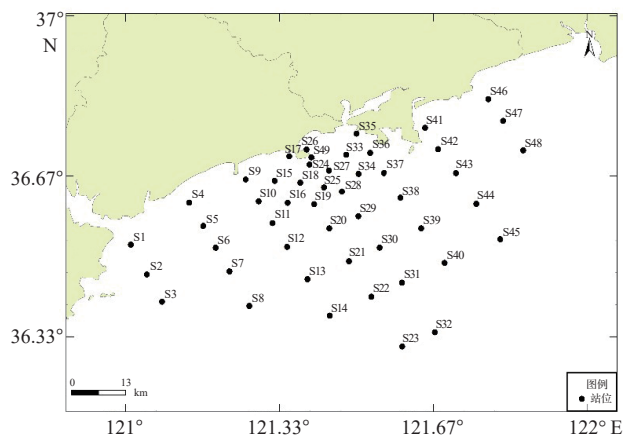 37°
N
N
S46
S47
S41
S35
S26
S42
S48
S17
S49
S33
S36
S24
S27
36.67°
S9
S15
S18
S34
S37
S43
S25
S28
S4
S10
S16
S19
S38
S44
S5
S11
S20
S29
S39
S1
S6
S12
S30
S45
S2
S7
S21
S40
S13
S31
S3
S8
S14
S22
36.33°
S32
S23
0 13
km
图例
站位
121° 121.33° 121.67° 122° E